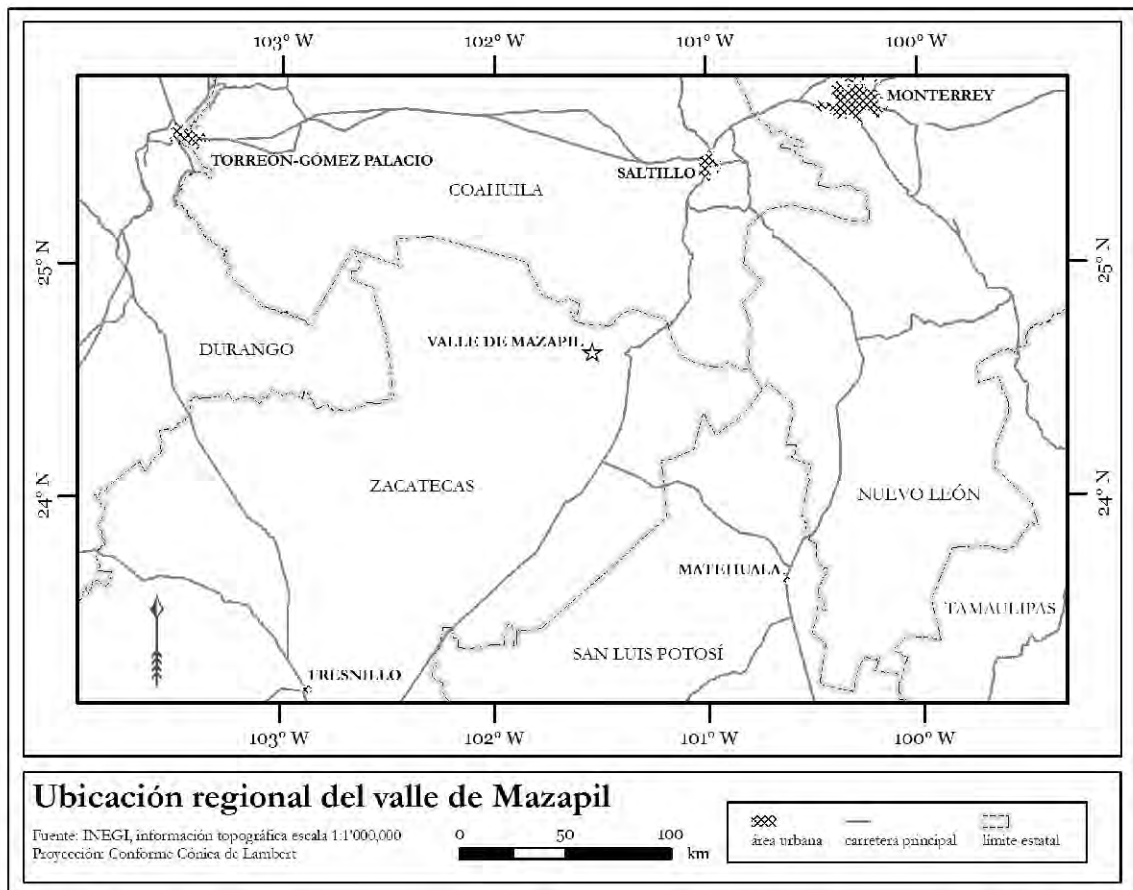 103° W 102° W 101° W 100° W
MONTERREY
TORREÓN-GÓMEZ PALACIO
SALTILLO
COAHUILA
25° N 25° N
VALLE DE MAZAPIL
DURANGO
ZACATECAS
NUEVO LEÓN
24° N 24° N
MATEHUALA
TAMAULIPAS
SAN LUIS POTOSÍ
FRESNILLO
103° W 102° W 101° W 100° W
Ubicación regional del valle de Mazapil
Fuente: INEGI, información topográfica escala 1:1'000,000
Proyección: Conforme Cónica de Lambert
0 50 100
km
área urbana carretera principal límite estatal